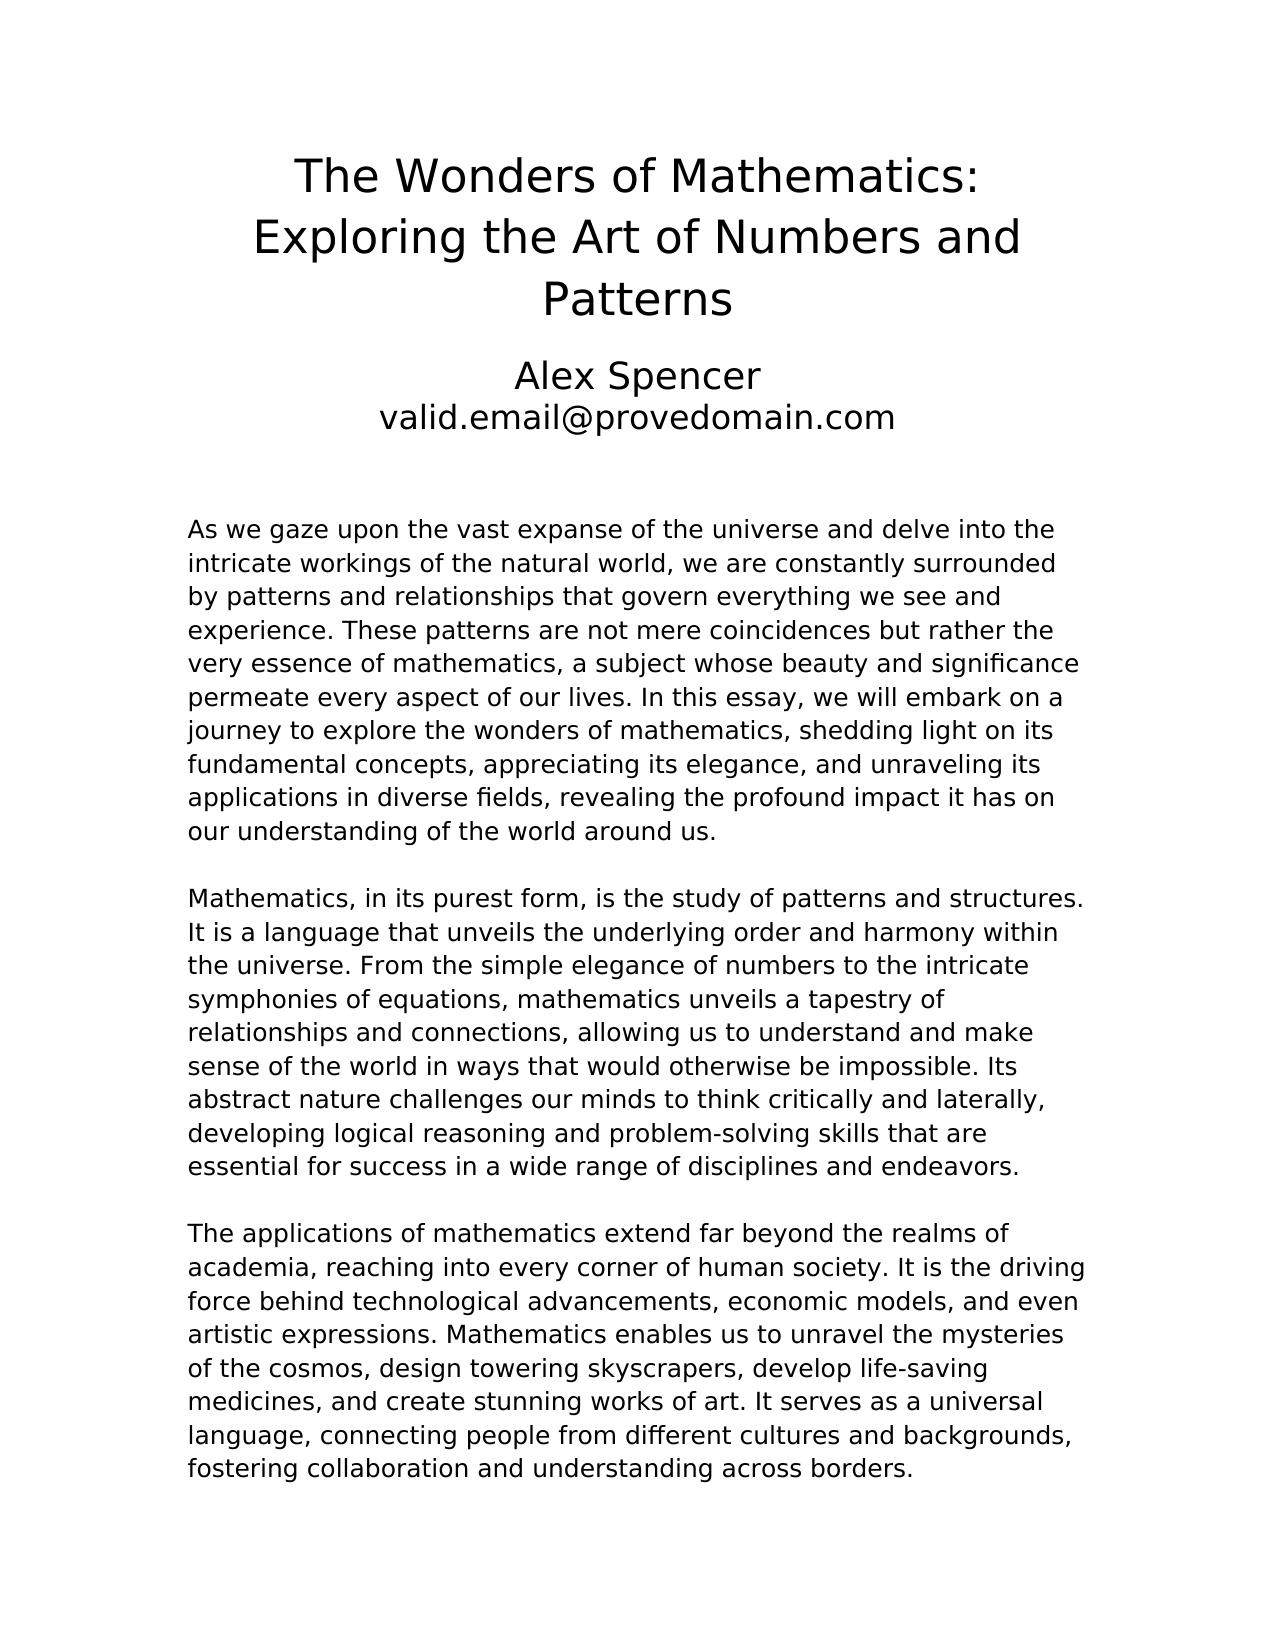 The Wonders of Mathematics:
Exploring the Art of Numbers and
Patterns
Alex Spencer
valid.email@provedomain.com
As we gaze upon the vast expanse of the universe and delve into the
intricate workings of the natural world, we are constantly surrounded
by patterns and relationships that govern everything we see and
experience. These patterns are not mere coincidences but rather the
very essence of mathematics, a subject whose beauty and significance
permeate every aspect of our lives. In this essay, we will embark on a
journey to explore the wonders of mathematics, shedding light on its
fundamental concepts, appreciating its elegance, and unraveling its
applications in diverse fields, revealing the profound impact it has on
our understanding of the world around us.
Mathematics, in its purest form, is the study of patterns and structures.
It is a language that unveils the underlying order and harmony within
the universe. From the simple elegance of numbers to the intricate
symphonies of equations, mathematics unveils a tapestry of
relationships and connections, allowing us to understand and make
sense of the world in ways that would otherwise be impossible. Its
abstract nature challenges our minds to think critically and laterally,
developing logical reasoning and problem-solving skills that are
essential for success in a wide range of disciplines and endeavors.
The applications of mathematics extend far beyond the realms of
academia, reaching into every corner of human society. It is the driving
force behind technological advancements, economic models, and even
artistic expressions. Mathematics enables us to unravel the mysteries
of the cosmos, design towering skyscrapers, develop life-saving
medicines, and create stunning works of art. It serves as a universal
language, connecting people from different cultures and backgrounds,
fostering collaboration and understanding across borders.